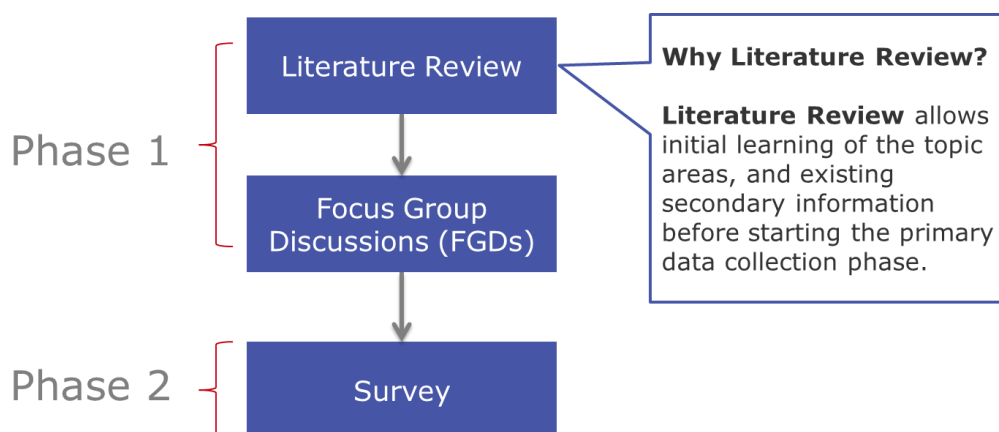 Literature Review
Phase 1
Focus Group
Discussions (FGDs)
Phase 2
Survey
Why Literature Review?
Literature Review allows
initial learning of the topic
areas, and existing
secondary information
before starting the primary
data collection phase.